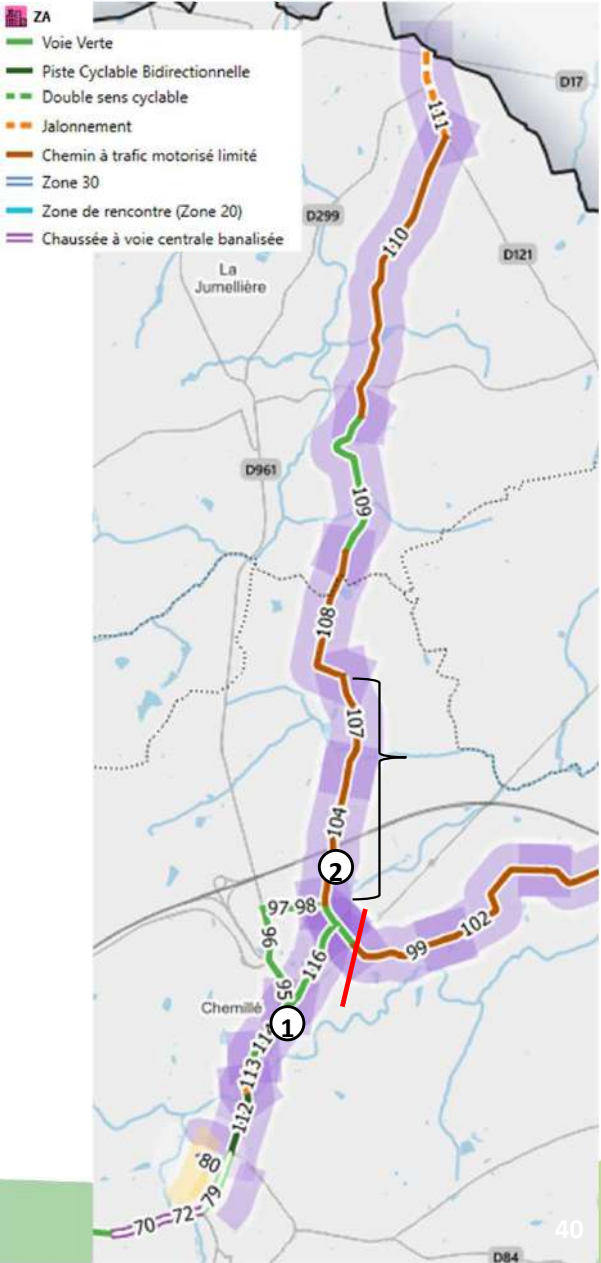 ZA
Voie Verte
Piste Cyclable Bidirectionnelle
Double sens cyclable
Jalonnement
Chemin à trafic motorisé limité
Zone 30
Zone de rencontre (Zone 20)
Chaussée à voie centrale banalisée
D17
111
D299
110
D121
La
Jumellière
D961
109
108
107
104
2
97
98
102
96
99
116
95
Chemillé
1
114
113
112
80
79
70
72
40
D84